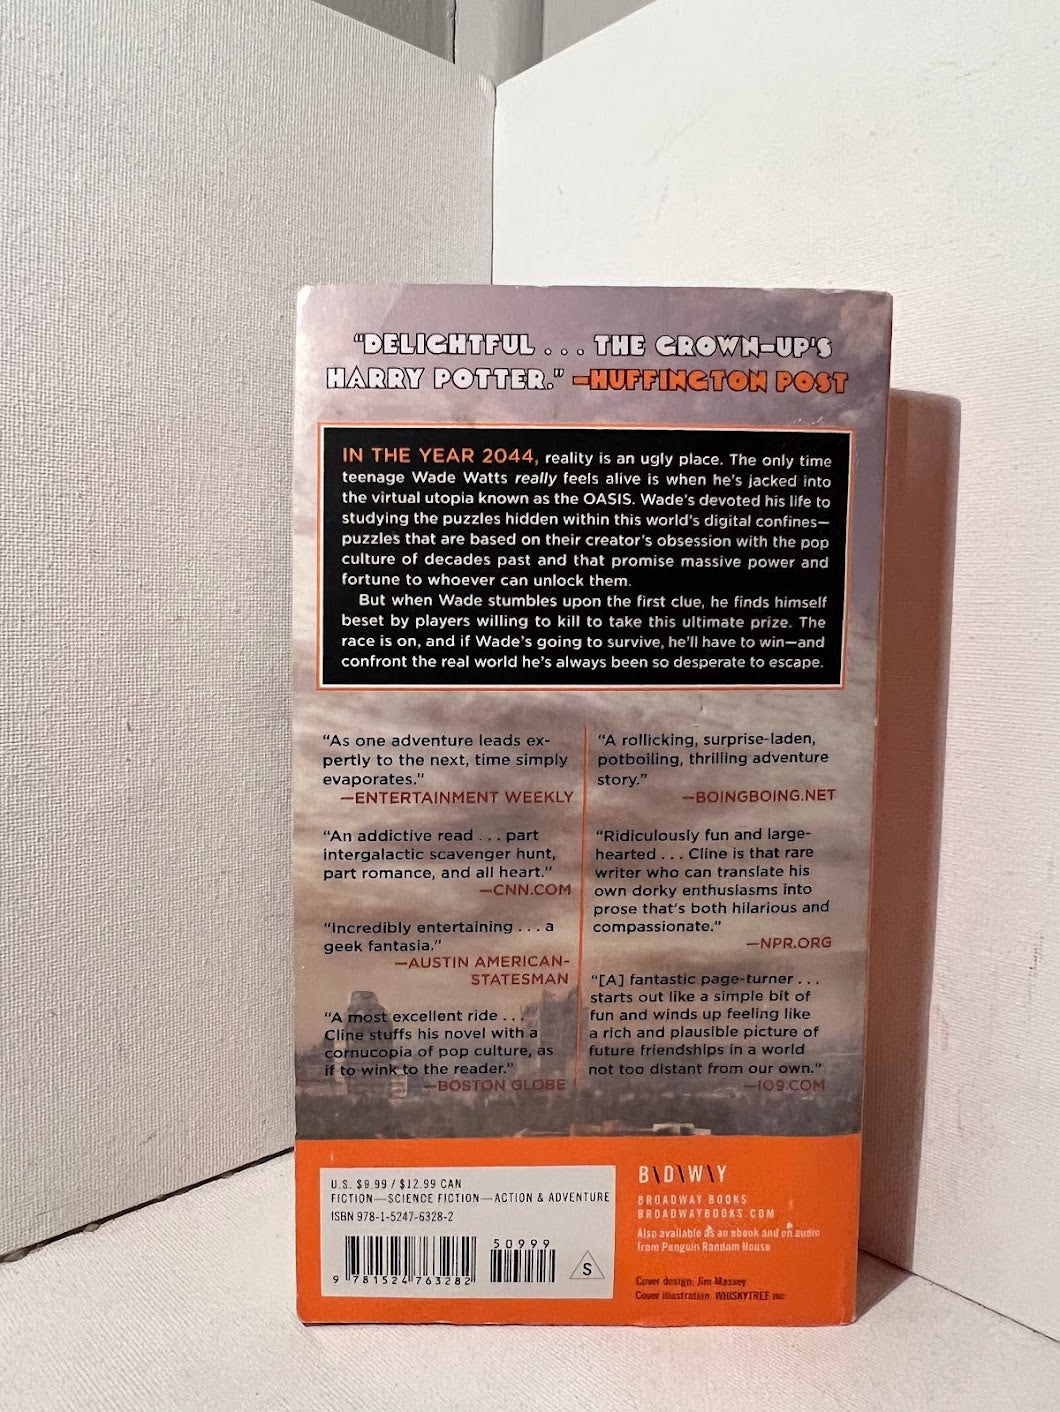 "DELIGHTFUL . . . THE GROWN-UP'S
HARRY POTTER." —HUFFINGTON POST
IN THE YEAR 2044, reality is an ugly place. The only time
teenage Wade Watts really feels alive is when he's jacked into
the virtual utopia known as the OASIS. Wade's devoted his life to
studying the puzzles hidden within this world's digital confines—
puzzles that are based on their creator's obsession with the pop
culture of decades past and that promise massive power and
fortune to whoever can unlock them.
But when Wade stumbles upon the first clue, he finds himself
beset by players willing to kill to take this ultimate prize. The
race is on, and if Wade's going to survive, he'll have to win—and
confront the real world he's always been so desperate to escape.
"As one adventure leads ex-
pertly to the next, time simply
evaporates."
—ENTERTAINMENT WEEKLY
"An addictive read . . . part
intergalactic scavenger hunt,
part romance, and all heart."
—CNN.COM
"Incredibly entertaining . . . a
geek fantasia."
—AUSTIN AMERICAN-
STATESMAN
"A most excellent ride . . .
Cline stuffs his novel with a
cornucopia of pop culture, as
if to wink to the reader."
—BOSTON GLOBE
"A rollicking, surprise-laden,
potboiling, thrilling adventure
story."
—BOINGBOING.NET
"Ridiculously fun and large-
hearted . . . Cline is that rare
writer who can translate his
own dorky enthusiasms into
prose that's both hilarious and
compassionate."
—NPR.ORG
"[A] fantastic page-turner . . .
starts out like a simple bit of
fun and winds up feeling like
a rich and plausible picture of
future friendships in a world
not too distant from our own."
—IO9.COM
U.S. $9.99 / $12.99 CAN
FICTION—SCIENCE FICTION—ACTION & ADVENTURE
ISBN 978-1-5247-6328-2
50999
9 781524 763282
S
B\D\W\Y
BROADWAY BOOKS
BROADWAYBOOKS.COM
Also available as an ebook and on audio
from Penguin Random House
Cover design: Jim Massey
Cover illustration: WHISKYTREE Inc